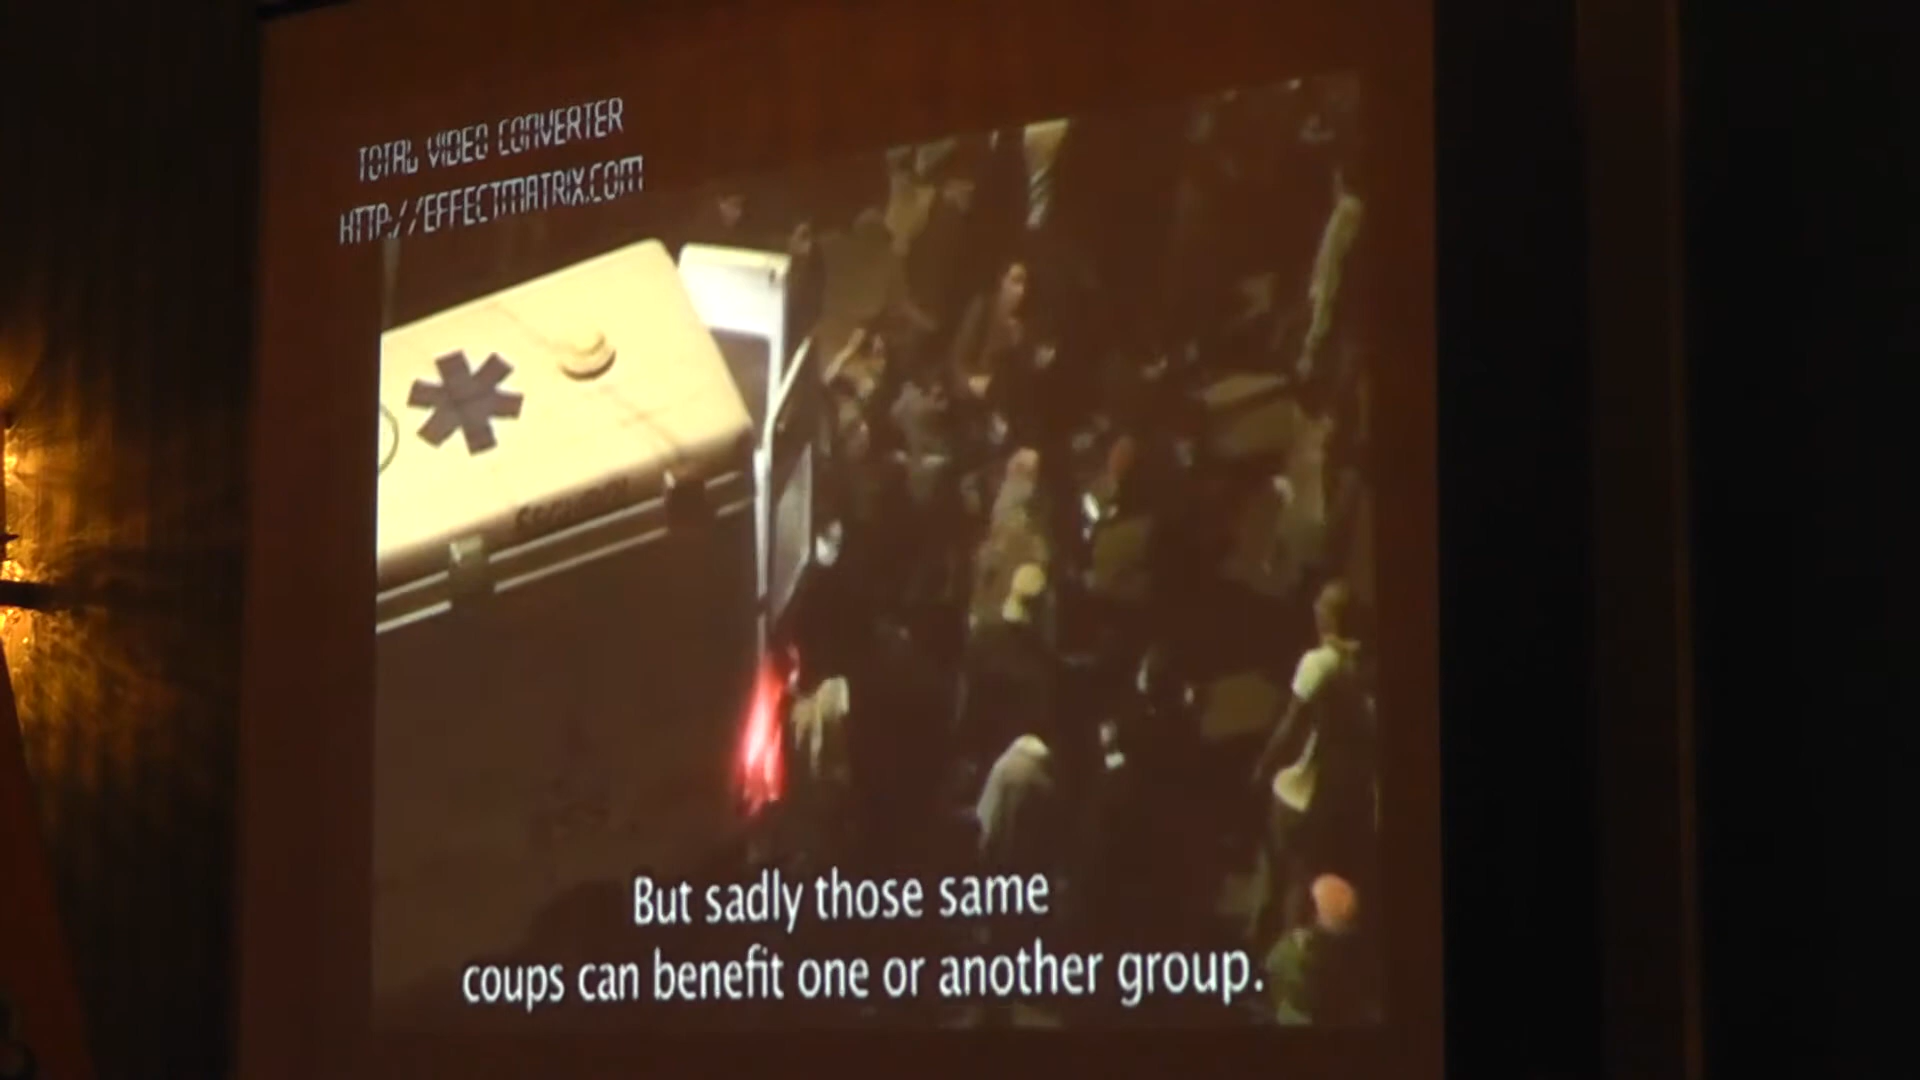 TOTAL VIDEO CONVERTER
HTTP://EFFECTMATRIX.COM
But sadly those same
coups can benefit one or another group.